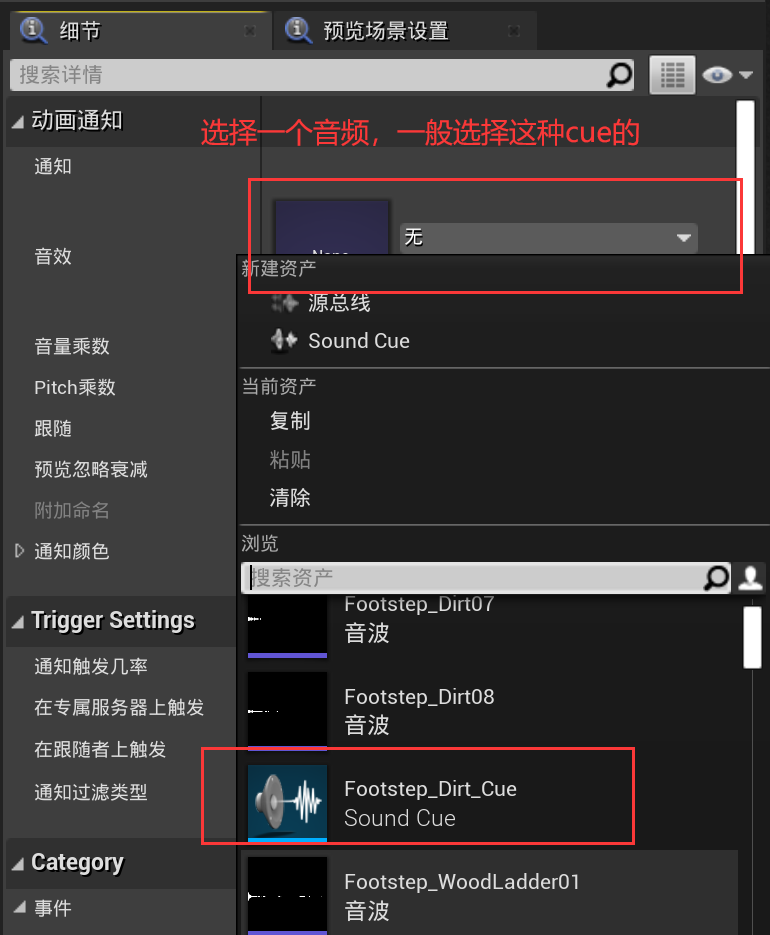 细节
预览场景设置
搜索详情
动画通知
选择一个音频，一般选择这种cue的
通知
音效
None
无
新建资产
源总线
Sound Cue
音量乘数
当前资产
Pitch乘数
复制
跟随
粘贴
预览忽略衰减
清除
附加命名
浏览
通知颜色
搜索资产
Footstep_Dirt07
音波
Trigger Settings
通知触发几率
Footstep_Dirt08
在专属服务器上触发
音波
在跟随者上触发
通知过滤类型
Footstep_Dirt_Cue
Sound Cue
Category
Footstep_WoodLadder01
事件
音波